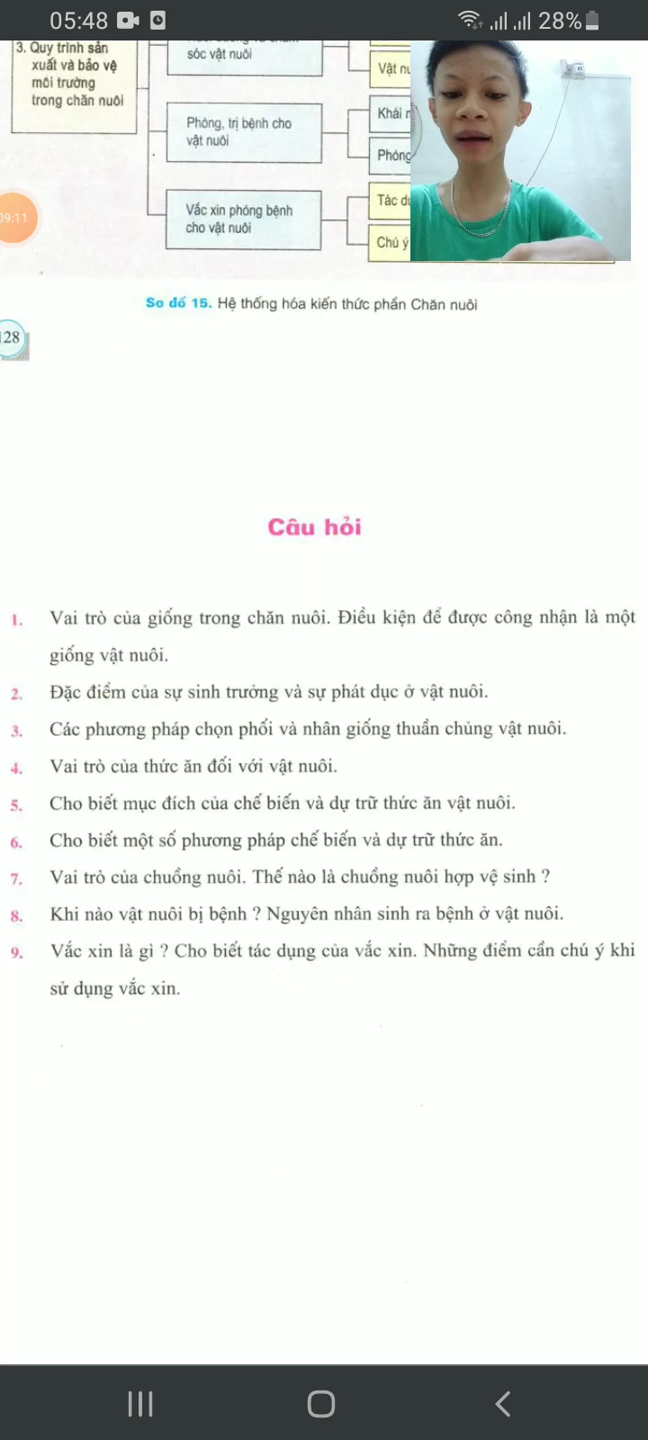 05:48
28%
3. Quy trình sản
xuất và bảo vệ
môi trường
trong chăn nuôi
sóc vật nuôi
Vật
Phòng, trị bệnh cho
vật nuôi
Khái
Phòng
09:11
Vắc xin phòng bệnh
cho vật nuôi
Tác
Chú ý
Sơ đồ 15. Hệ thống hóa kiến thức phần Chăn nuôi
128
Câu hỏi
1. Vai trò của giống trong chăn nuôi. Điều kiện để được công nhận là một
giống vật nuôi.
2. Đặc điểm của sự sinh trưởng và sự phát dục ở vật nuôi.
3. Các phương pháp chọn phối và nhân giống thuần chủng vật nuôi.
4. Vai trò của thức ăn đối với vật nuôi.
5. Cho biết mục đích của chế biến và dự trữ thức ăn vật nuôi.
6. Cho biết một số phương pháp chế biến và dự trữ thức ăn.
7. Vai trò của chuồng nuôi. Thế nào là chuồng nuôi hợp vệ sinh ?
8. Khi nào vật nuôi bị bệnh ? Nguyên nhân sinh ra bệnh ở vật nuôi.
9. Vắc xin là gì ? Cho biết tác dụng của vắc xin. Những điểm cần chú ý khi
sử dụng vắc xin.